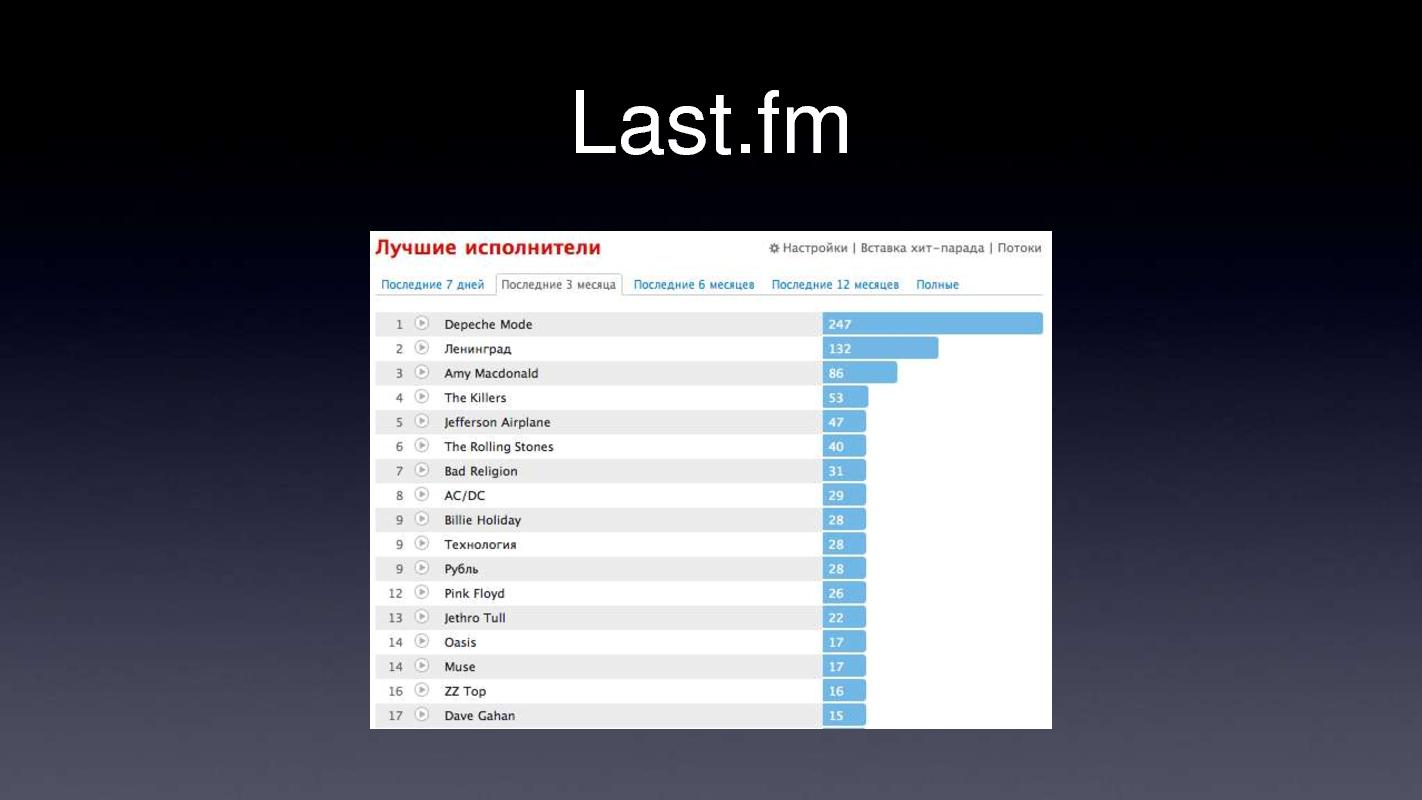 Last.fm
Лучшие исполнители Настройки | Вставка хит-парада | Потоки
Последние 7 дней Последние 3 месяца Последние 6 месяцев Последние 12 месяцев Полные
1 Depeche Mode 247
2 Ленинград 132
3 Amy Macdonald 86
4 The Killers 53
5 Jefferson Airplane 47
6 The Rolling Stones 40
7 Bad Religion 31
8 AC/DC 29
9 Billie Holiday 28
9 Технология 28
9 Рубль 28
12 Pink Floyd 26
13 Jethro Tull 22
14 Oasis 17
14 Muse 17
16 ZZ Top 16
17 Dave Gahan 15